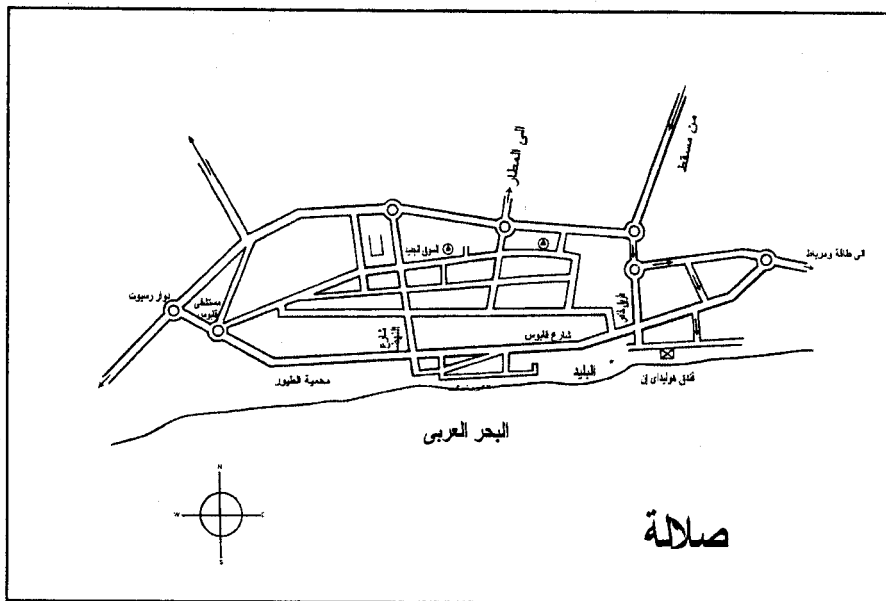 من مسقط
الى المطار
السوق الجديد
الى طاقة ومرباط
دوار ريسوت
مستشفى
قابوس
شارع قابوس
محمية الطيور
البليد
فندق هوليداي إن
البحر العربى
N
W
E
S
صلالة